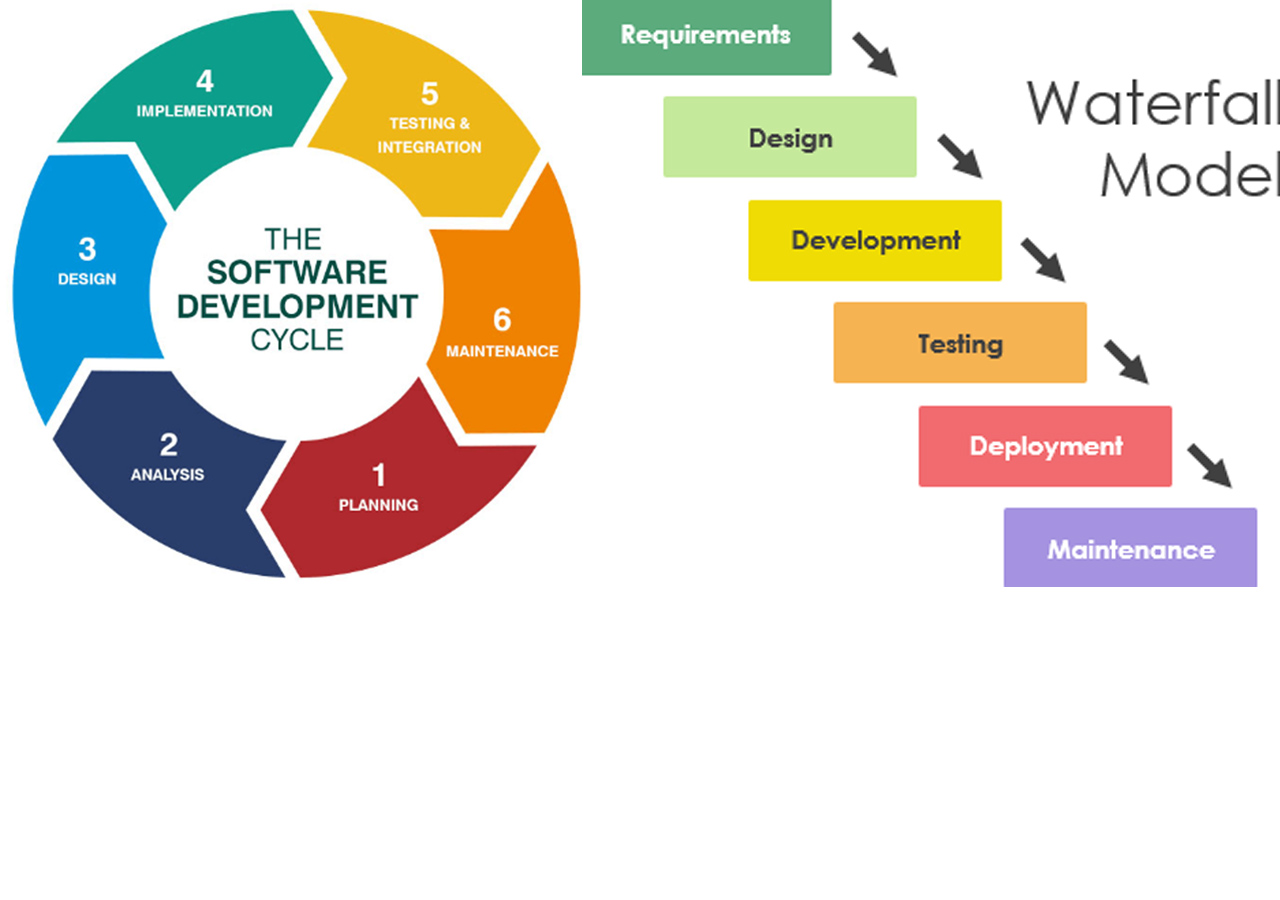 THE
SOFTWARE
DEVELOPMENT
CYCLE
1
PLANNING
2
ANALYSIS
3
DESIGN
4
IMPLEMENTATION
5
TESTING &
INTEGRATION
6
MAINTENANCE
Waterfall
Model
Requirements
Design
Development
Testing
Deployment
Maintenance